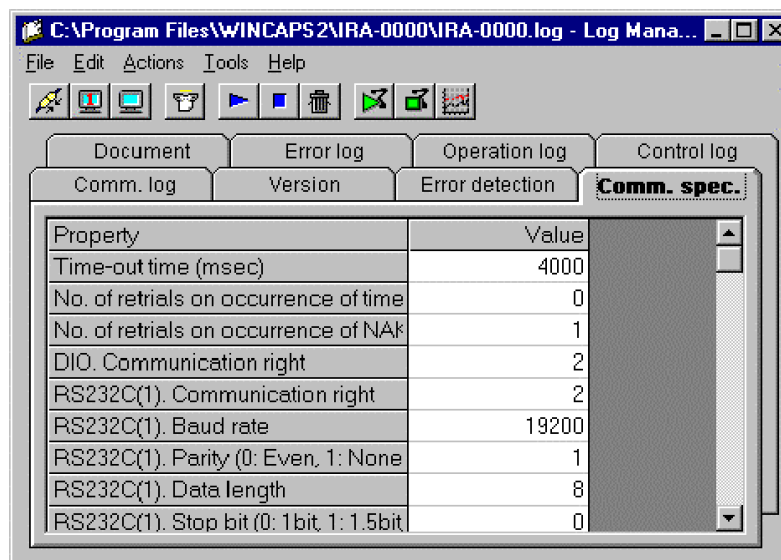 C:\Program Files\WINCAPS2\IRA-0000\IRA-0000.log - Log Mana...
File Edit Actions Tools Help
Document Error log Operation log Control log
Comm. log Version Error detection Comm. spec.
Property Value
Time-out time (msec) 4000
No. of retrials on occurrence of time 0
No. of retrials on occurrence of NAK 1
DIO. Communication right 2
RS232C(1). Communication right 2
RS232C(1). Baud rate 19200
RS232C(1). Parity (0: Even, 1: None 1
RS232C(1). Data length 8
RS232C(1). Stop bit (0: 1bit, 1: 1.5bit, 0